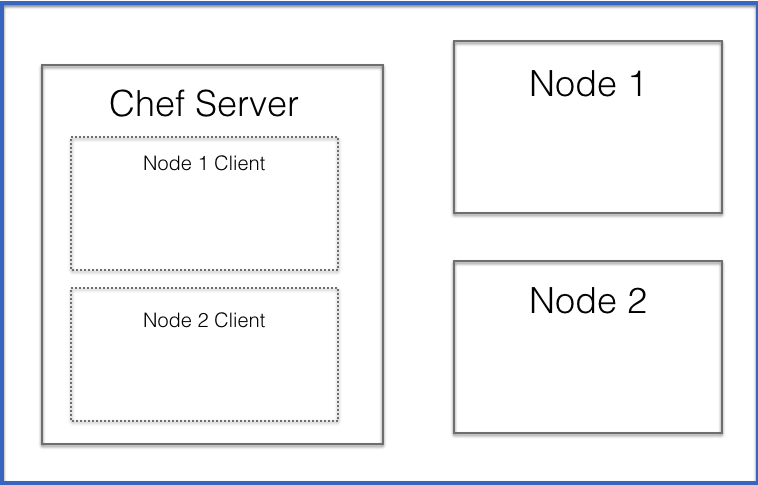 Chef Server
Node 1 Client
Node 2 Client
Node 1
Node 2